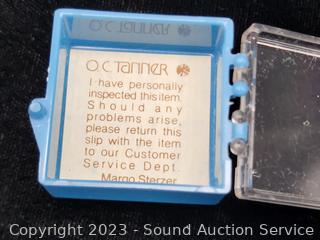 O.C. TANNER
O.C. TANNER
I have personally
inspected this item.
Should any
problems arise,
please return this
slip with the item
to our Customer
Service Dept.
Margo Sterzer
Copyright 2023 - Sound Auction Service